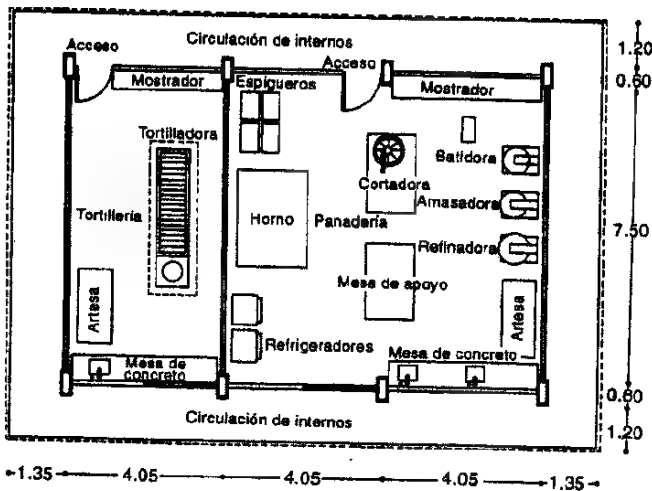 Circulación de internos
Acceso
Acceso
Mostrador
Espigueros
Mostrador
Tortilladora
Batidora
Cortadora
Amasadora
Tortillería
Horno
Panadería
Refinadora
Mesa de apoyo
Artesa
Artesa
Refrigeradores
Mesa de concreto
Mesa de
concreto
Circulación de internos
1.20
0.60
7.50
0.60
1.20
1.35
4.05
4.05
4.05
1.35